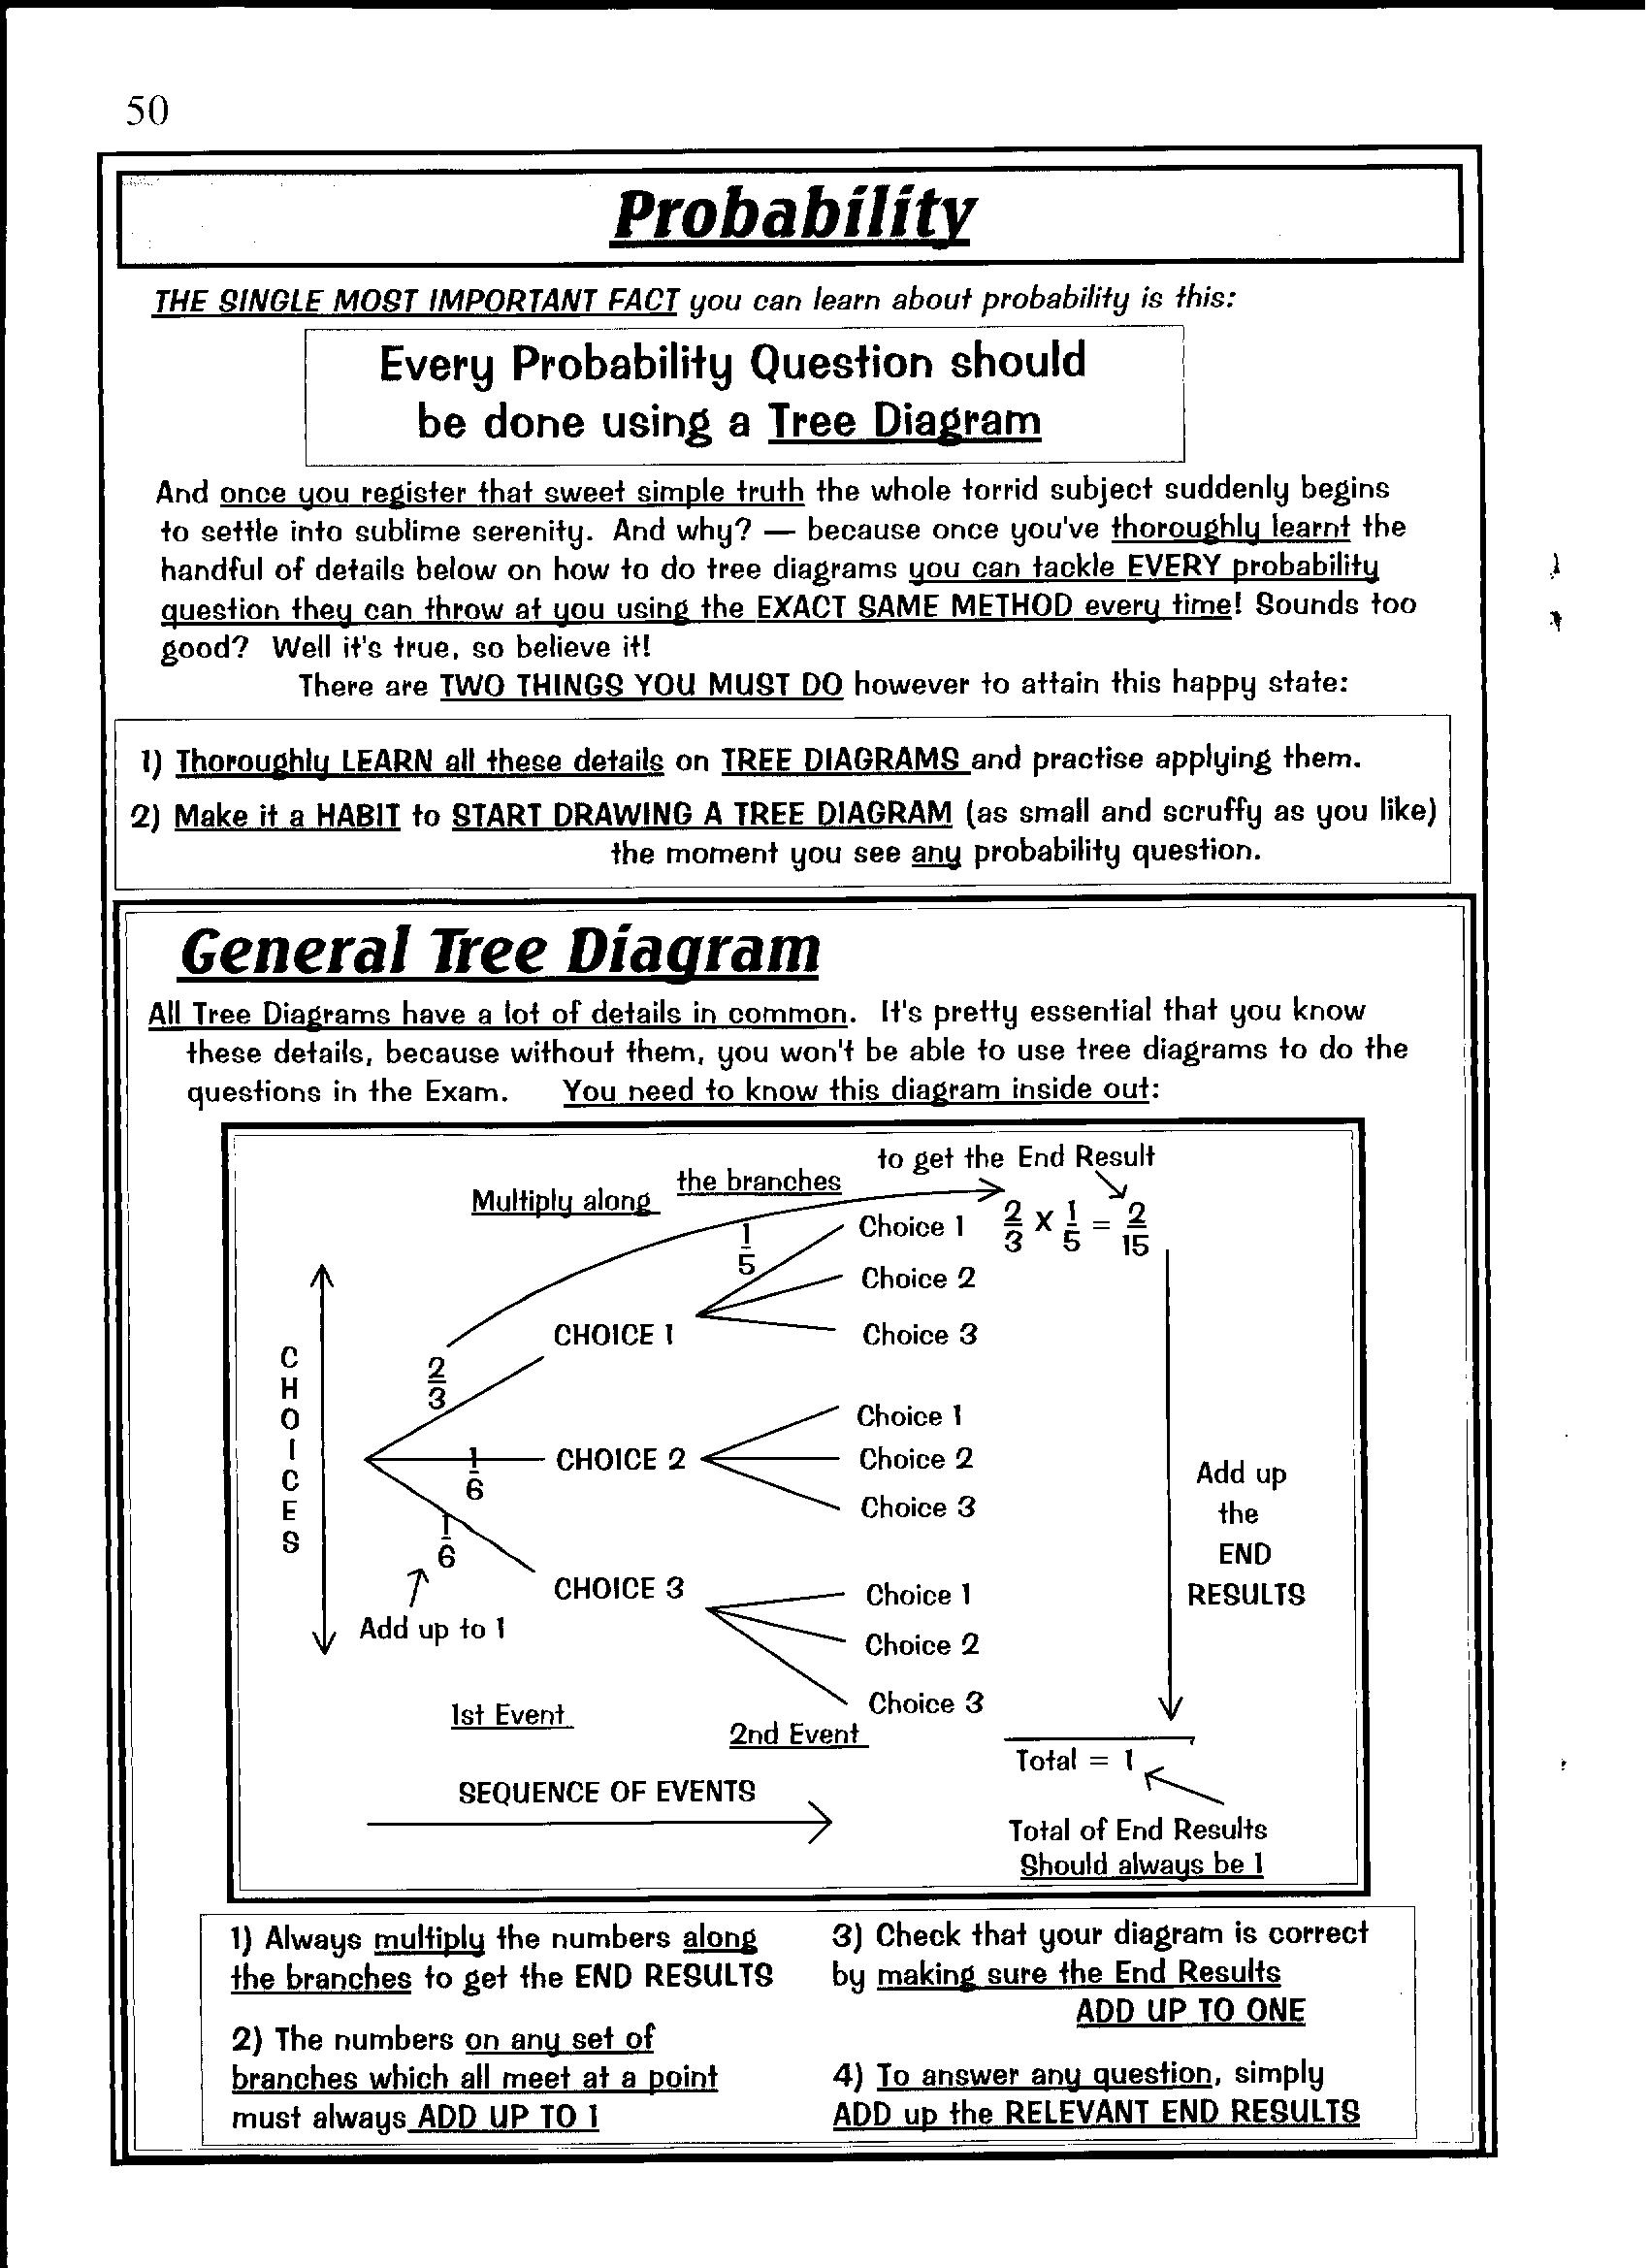 50
Probability
THE SINGLE MOST IMPORTANT FACT you can learn about probability is this:
Every Probability Question should
be done using a Tree Diagram
And once you register that sweet simple truth the whole torrid subject suddenly begins
to settle into sublime serenity. And why? — because once you've thoroughly learnt the
handful of details below on how to do tree diagrams you can tackle EVERY probability
question they can throw at you using the EXACT SAME METHOD every time! Sounds too
good? Well it's true, so believe it!
There are TWO THINGS YOU MUST DO however to attain this happy state:
1) Thoroughly LEARN all these details on TREE DIAGRAMS and practise applying them.
2) Make it a HABIT to START DRAWING A TREE DIAGRAM (as small and scruffy as you like)
the moment you see any probability question.
General Tree Diagram
All Tree Diagrams have a lot of details in common. It's pretty essential that you know
these details, because without them, you won't be able to use tree diagrams to do the
questions in the Exam. You need to know this diagram inside out:
Multiply along the branches to get the End Result
1/5
Choice 1 2/3 X 1/5 = 2/15
Choice 2
CHOICE 1
Choice 3
2/3
CHOICES
Choice 1
1/6 CHOICE 2 Choice 2
Choice 3
1/6
CHOICE 3
Choice 1
Choice 2
Choice 3
Add up to 1
Add up
the
END
RESULTS
1st Event
2nd Event
Total = 1
SEQUENCE OF EVENTS
Total of End Results
Should always be 1
1) Always multiply the numbers along
the branches to get the END RESULTS
2) The numbers on any set of
branches which all meet at a point
must always ADD UP TO 1
3) Check that your diagram is correct
by making sure the End Results
ADD UP TO ONE
4) To answer any question, simply
ADD up the RELEVANT END RESULTS